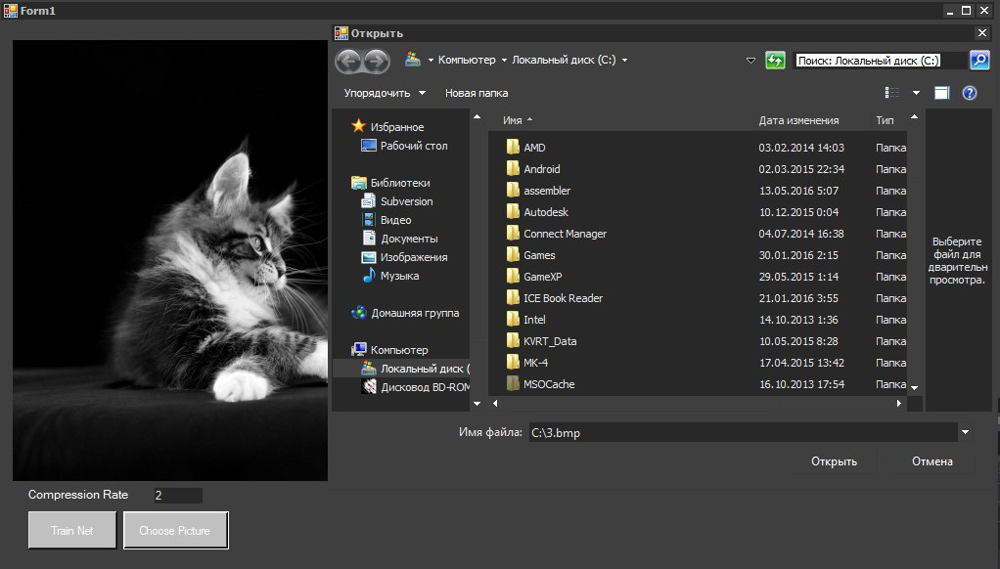 Form1
Открыть
Компьютер Локальный диск (C:)
Поиск: Локальный диск (C:)
Упорядочить Новая папка
Избранное
Рабочий стол
Библиотеки
Subversion
Видео
Документы
Изображения
Музыка
Домашняя группа
Компьютер
Локальный диск (
Дисковод BD-ROM
Имя Дата изменения Тип
AMD 03.02.2014 14:03 Папка
Android 02.03.2015 22:34 Папка
assembler 13.05.2016 5:07 Папка
Autodesk 10.12.2015 0:04 Папка
Connect Manager 04.07.2014 16:38 Папка
Games 30.01.2016 2:15 Папка
GameXP 29.05.2015 1:14 Папка
ICE Book Reader 21.01.2016 3:55 Папка
Intel 14.10.2013 1:36 Папка
KVRT_Data 10.05.2015 8:28 Папка
MK-4 17.04.2015 13:42 Папка
MSOCache 16.10.2013 17:54 Папка
Выберите
файл для
дварительн
просмотра.
Имя файла: C:\3.bmp
Открыть Отмена
Compression Rate 2
Train Net Choose Picture